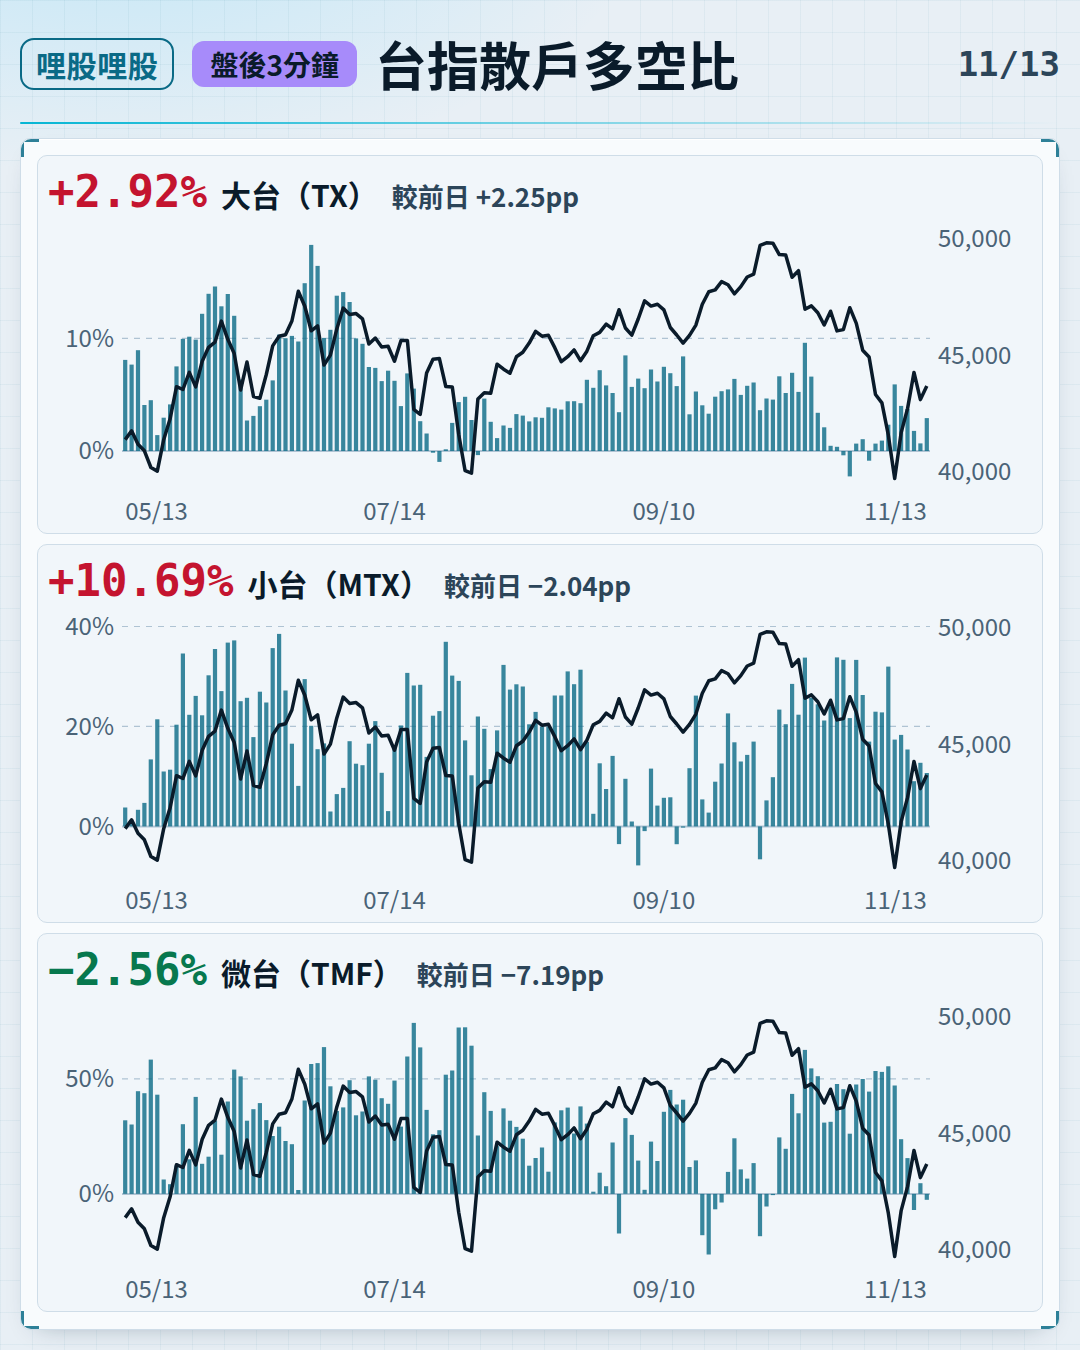 哩股哩股 盤後3分鐘 台指散戶多空比 11/13
+2.92% 大台（TX） 較前日 +2.25pp
50,000
10%
45,000
0%
40,000
05/13 07/14 09/10 11/13
+10.69% 小台（MTX） 較前日 −2.04pp
40% 50,000
20%
45,000
0%
40,000
05/13 07/14 09/10 11/13
−2.56% 微台（TMF） 較前日 −7.19pp
50,000
50%
45,000
0%
40,000
05/13 07/14 09/10 11/13